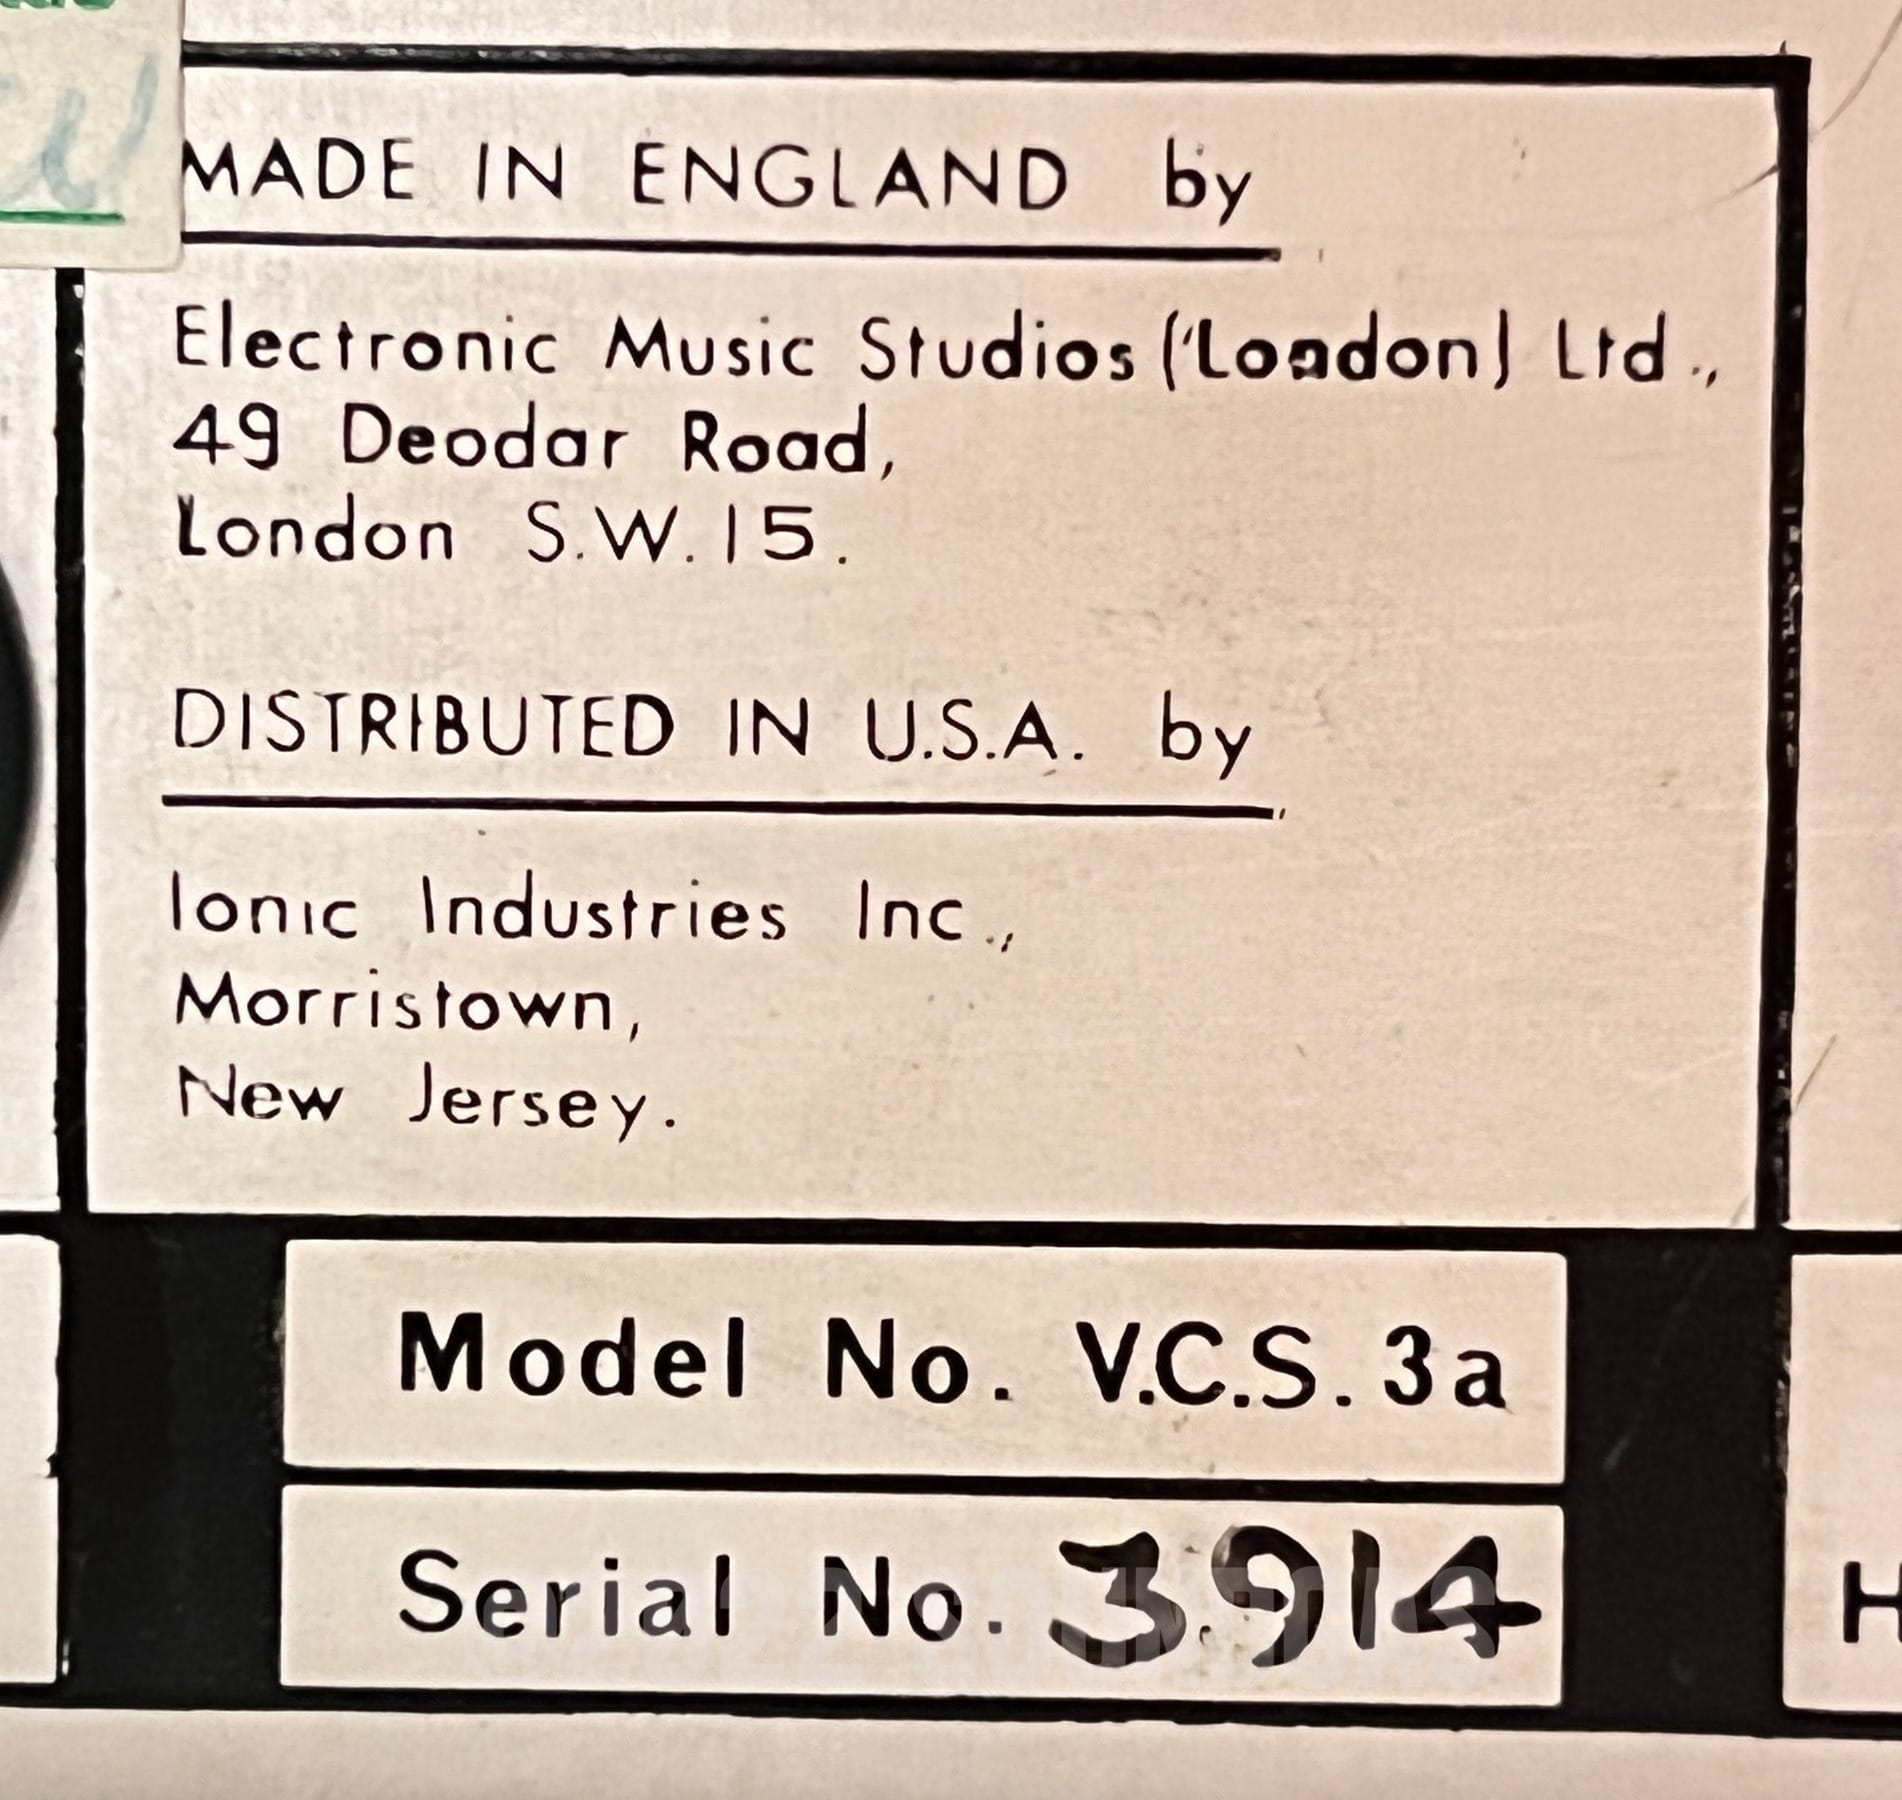 MADE IN ENGLAND by
Electronic Music Studios (London) Ltd.,
49 Deodar Road,
London S.W.15.
DISTRIBUTED IN U.S.A. by
Ionic Industries Inc.,
Morristown,
New Jersey.
Model No. V.C.S.3a
Serial No. 3914
H